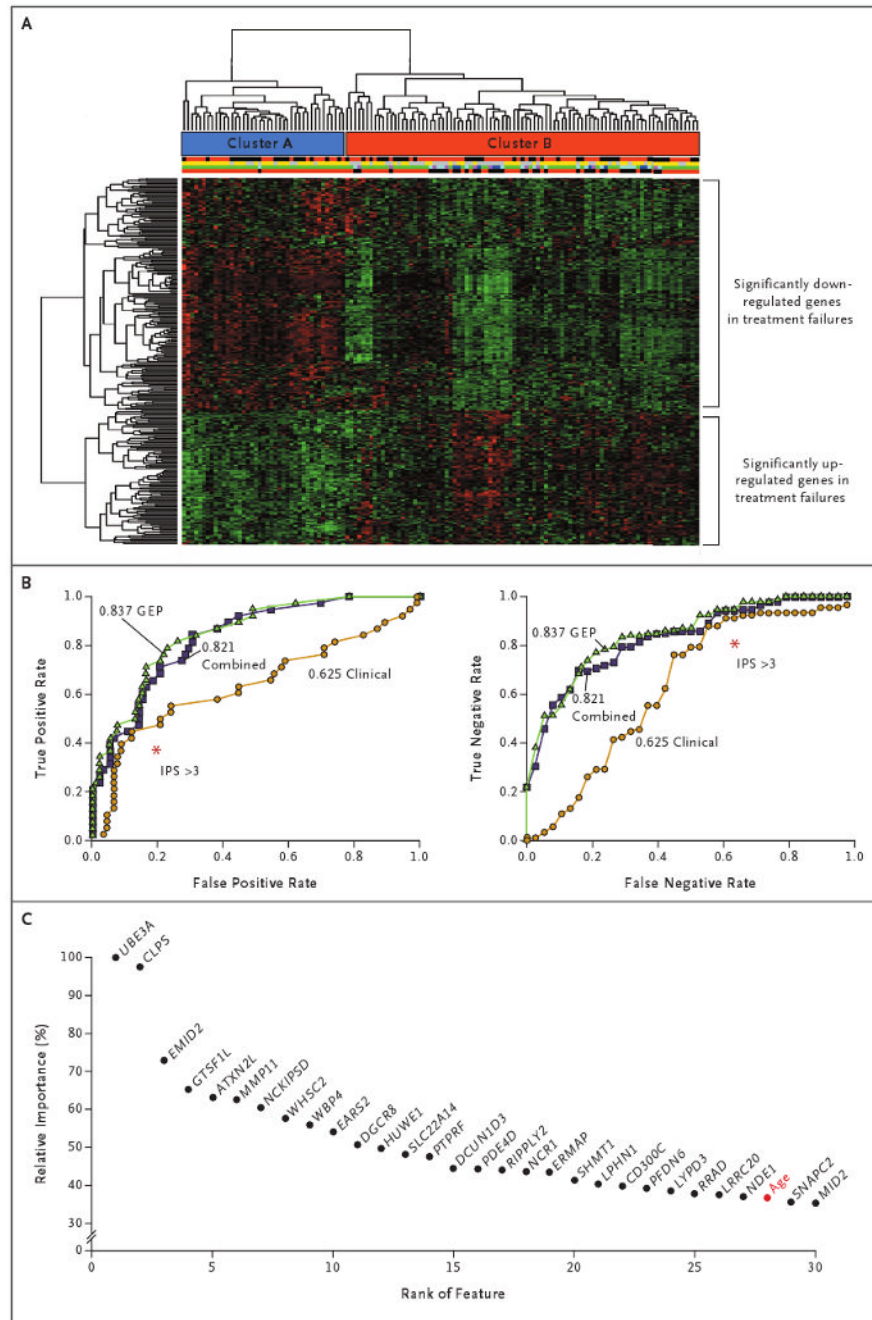 A
Cluster A
Cluster B
Significantly down-
regulated genes
in treatment failures
Significantly up-
regulated genes in
treatment failures
B
1.0
0.8
0.6
0.4
0.2
0.0
0.0
0.2
0.4
0.6
0.8
1.0
True Positive Rate
False Positive Rate
0.837 GEP
0.821
Combined
0.625 Clinical
*
IPS >3
1.0
0.8
0.6
0.4
0.2
0.0
0.0
0.2
0.4
0.6
0.8
1.0
True Negative Rate
False Negative Rate
0.837 GEP
0.821
Combined
0.625 Clinical
*
IPS >3
C
100
90
80
70
60
50
40
30
0
Relative Importance (%)
UBE3A
CLPS
EMID2
GTSF1L
ATXN2L
MMP11
NCKIPSD
WHSC2
WBP4
EARS2
DGCR8
HUWE1
SLC22A14
PTPRF
DCUN1D3
PDE4D
RIPPLY2
NCR1
ERMAP
SHMT1
LPHN1
CD300C
PFDN6
LYPD3
RRAD
LRRC20
NDE1
Age
SNAPC2
MID2
0
5
10
15
20
25
30
Rank of Feature